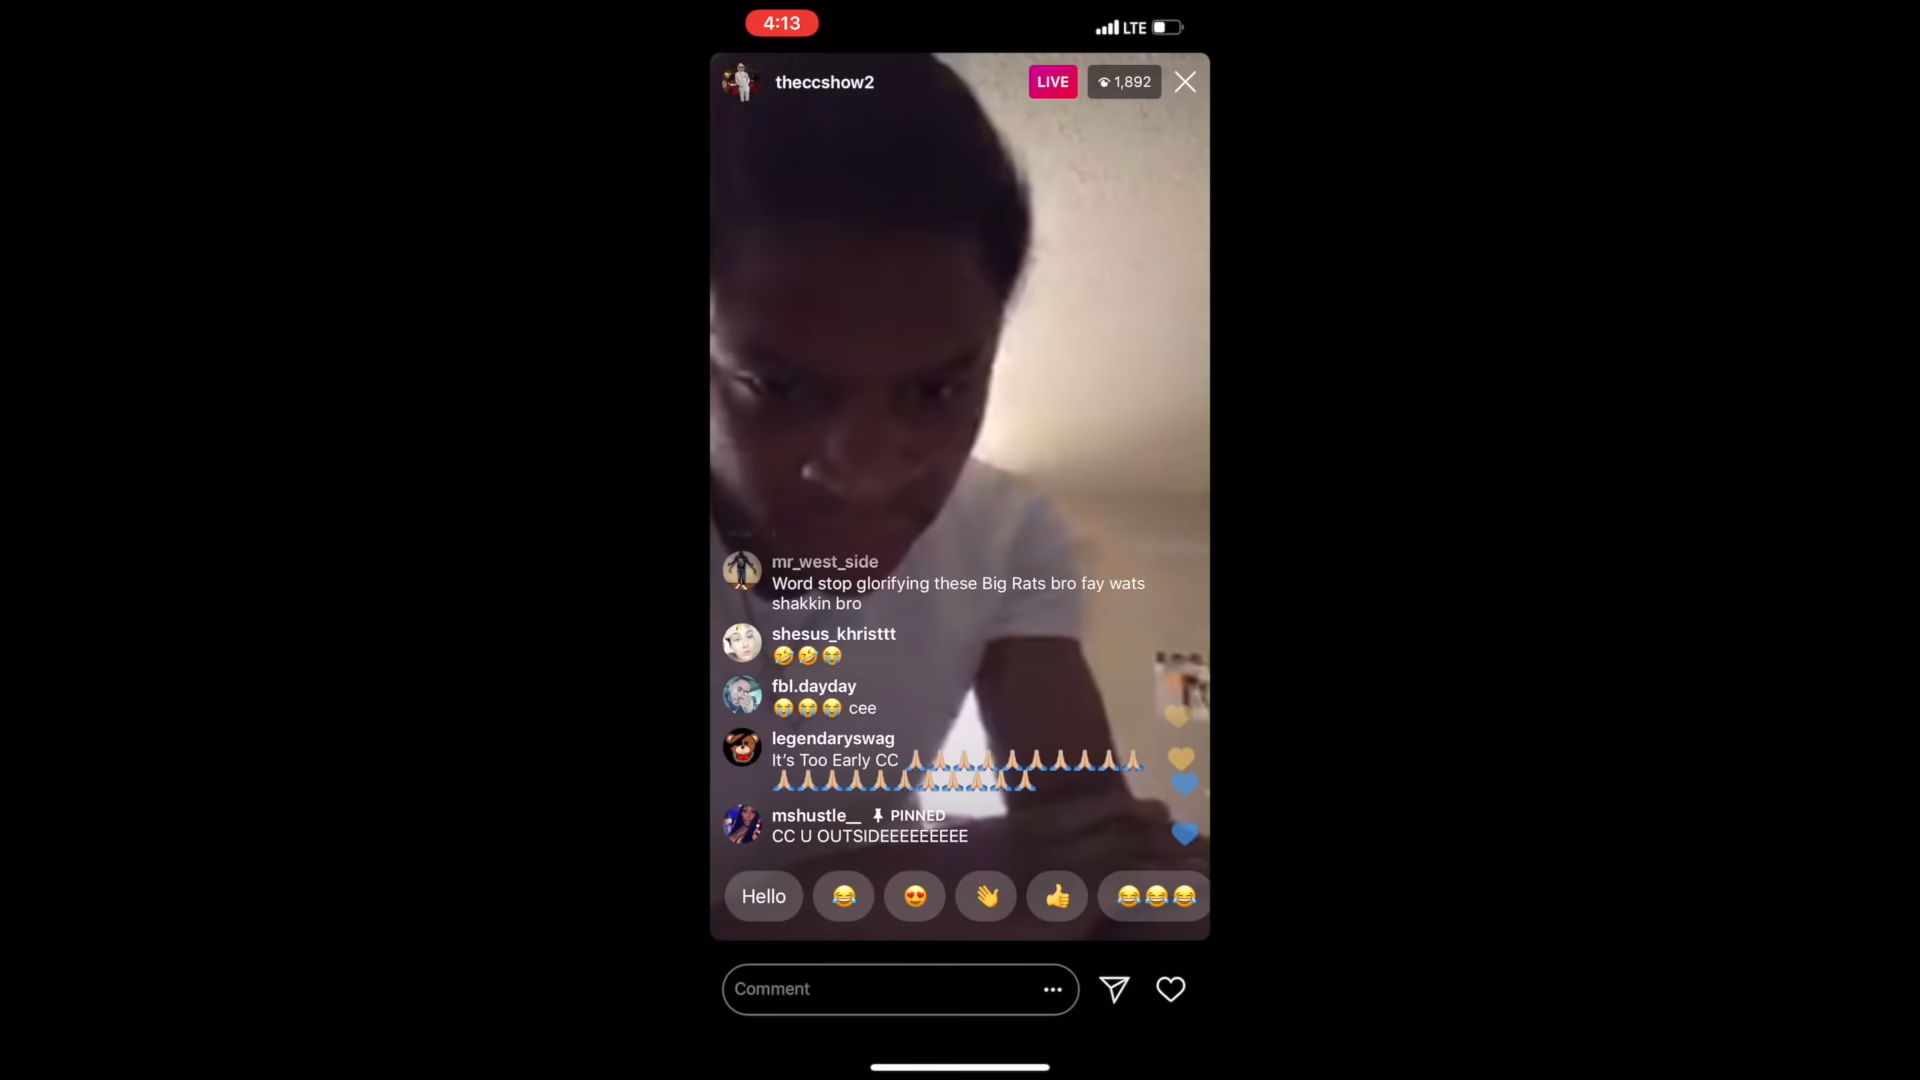 4:13
LTE
theccshow2
LIVE
1,892
mr_west_side
Word stop glorifying these Big Rats bro fay wats
shakkin bro
shesus_khristtt
🤣🤣😭
fbl.dayday
😭😭😭 cee
legendaryswag
It’s Too Early CC 🙏🏼🙏🏼🙏🏼🙏🏼🙏🏼🙏🏼🙏🏼🙏🏼🙏🏼🙏🏼
🙏🏼🙏🏼🙏🏼🙏🏼🙏🏼🙏🏼🙏🏼🙏🏼🙏🏼🙏🏼🙏🏼
mshustle__ PINNED
CC U OUTSIDEEEEEEEEE
Hello 😂 😍 👋 👍 😂😂😂
Comment